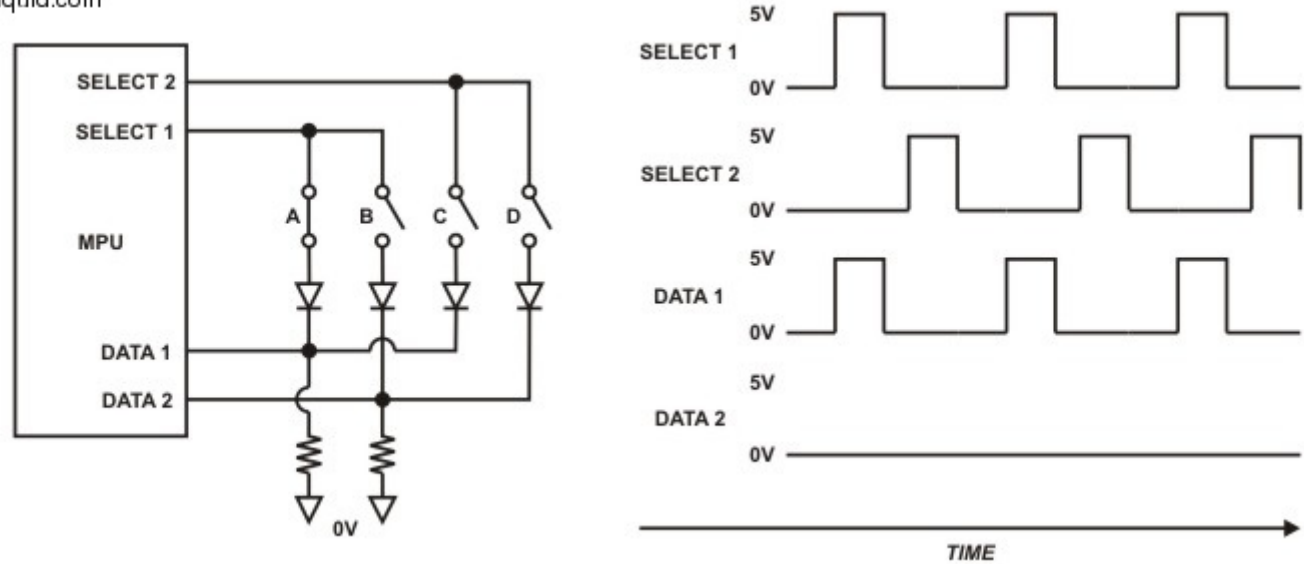 SELECT 2
SELECT 1
A B C D
MPU
DATA 1
DATA 2
0V
5V
SELECT 1
0V
5V
SELECT 2
0V
5V
DATA 1
0V
5V
DATA 2
0V
TIME